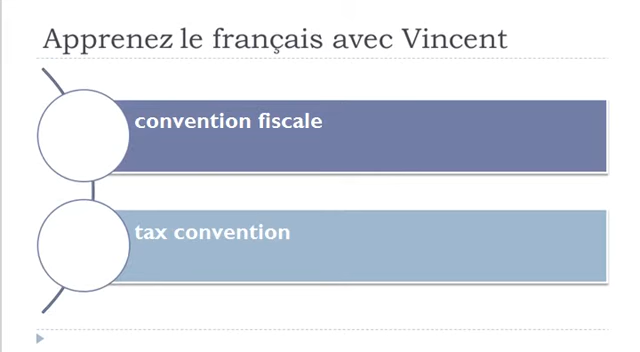 Apprenez le français avec Vincent
convention fiscale
tax convention